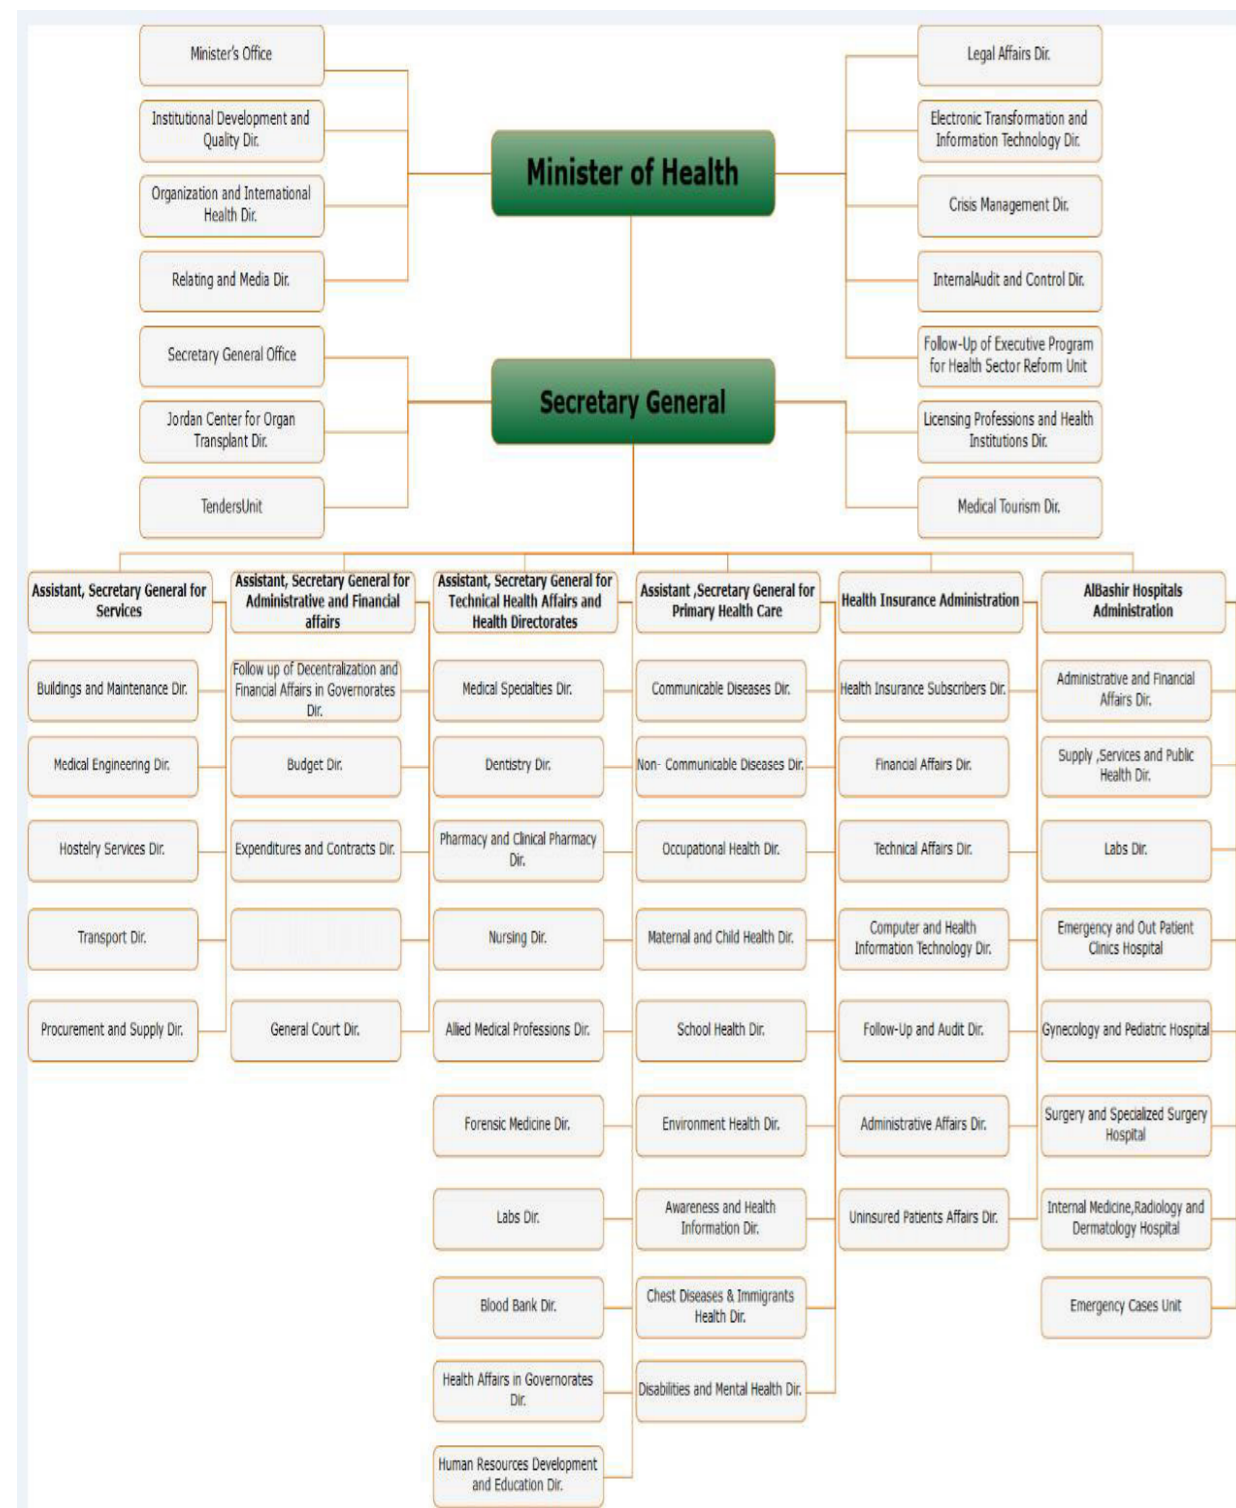 Minister's Office
Institutional Development and
Quality Dir.
Organization and International
Health Dir.
Relating and Media Dir.
Minister of Health
Legal Affairs Dir.
Electronic Transformation and
Information Technology Dir.
Crisis Management Dir.
InternalAudit and Control Dir.
Follow-Up of Executive Program
for Health Sector Reform Unit
Secretary General Office
Jordan Center for Organ
Transplant Dir.
TendersUnit
Secretary General
Licensing Professions and Health
Institutions Dir.
Medical Tourism Dir.
Assistant, Secretary General for
Services
Buildings and Maintenance Dir.
Medical Engineering Dir.
Hostelry Services Dir.
Transport Dir.
Procurement and Supply Dir.
Assistant, Secretary General for
Administrative and Financial
affairs
Follow up of Decentralization and
Financial Affairs in Governorates
Dir.
Budget Dir.
Expenditures and Contracts Dir.
General Court Dir.
Assistant, Secretary General for
Technical Health Affairs and
Health Directorates
Medical Specialties Dir.
Dentistry Dir.
Pharmacy and Clinical Pharmacy
Dir.
Nursing Dir.
Allied Medical Professions Dir.
Forensic Medicine Dir.
Labs Dir.
Blood Bank Dir.
Health Affairs in Governorates
Dir.
Human Resources Development
and Education Dir.
Assistant ,Secretary General for
Primary Health Care
Communicable Diseases Dir.
Non- Communicable Diseases Dir.
Occupational Health Dir.
Maternal and Child Health Dir.
School Health Dir.
Environment Health Dir.
Awareness and Health
Information Dir.
Chest Diseases & Immigrants
Health Dir.
Disabilities and Mental Health Dir.
Health Insurance Administration
Health Insurance Subscribers Dir.
Financial Affairs Dir.
Technical Affairs Dir.
Computer and Health
Information Technology Dir.
Follow-Up and Audit Dir.
Administrative Affairs Dir.
Uninsured Patients Affairs Dir.
AlBashir Hospitals
Administration
Administrative and Financial
Affairs Dir.
Supply ,Services and Public
Health Dir.
Labs Dir.
Emergency and Out Patient
Clinics Hospital
Gynecology and Pediatric Hospital
Surgery and Specialized Surgery
Hospital
Internal Medicine,Radiology and
Dermatology Hospital
Emergency Cases Unit